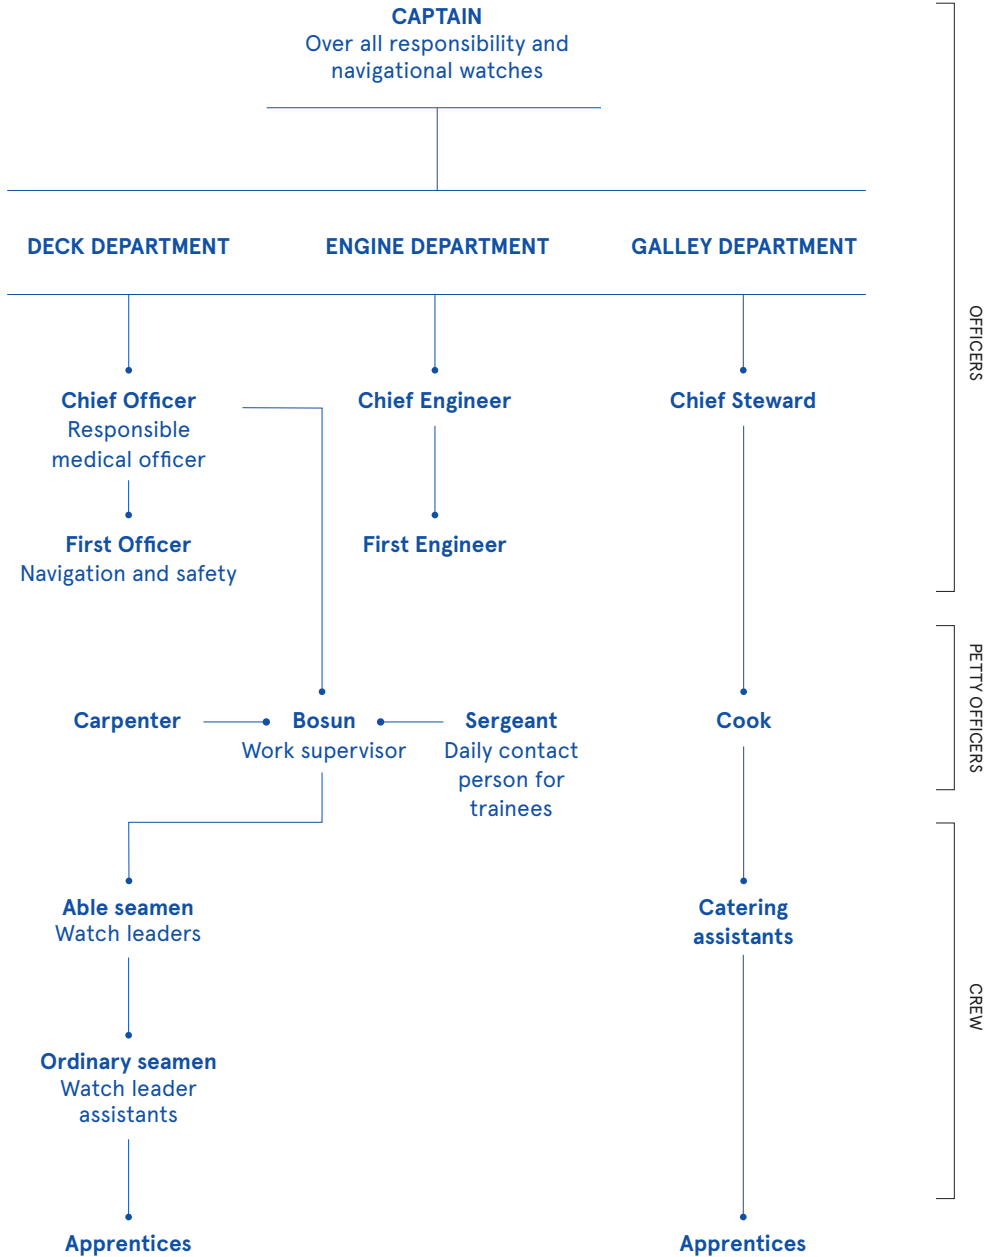 CAPTAIN
Over all responsibility and
navigational watches
DECK DEPARTMENT
ENGINE DEPARTMENT
GALLEY DEPARTMENT
Chief Officer
Responsible
medical officer
Chief Engineer
Chief Steward
First Officer
Navigation and safety
First Engineer
OFFICERS
Carpenter
Bosun
Work supervisor
Sergeant
Daily contact
person for
trainees
Cook
PETTY OFFICERS
Able seamen
Watch leaders
Catering
assistants
Ordinary seamen
Watch leader
assistants
CREW
Apprentices
Apprentices